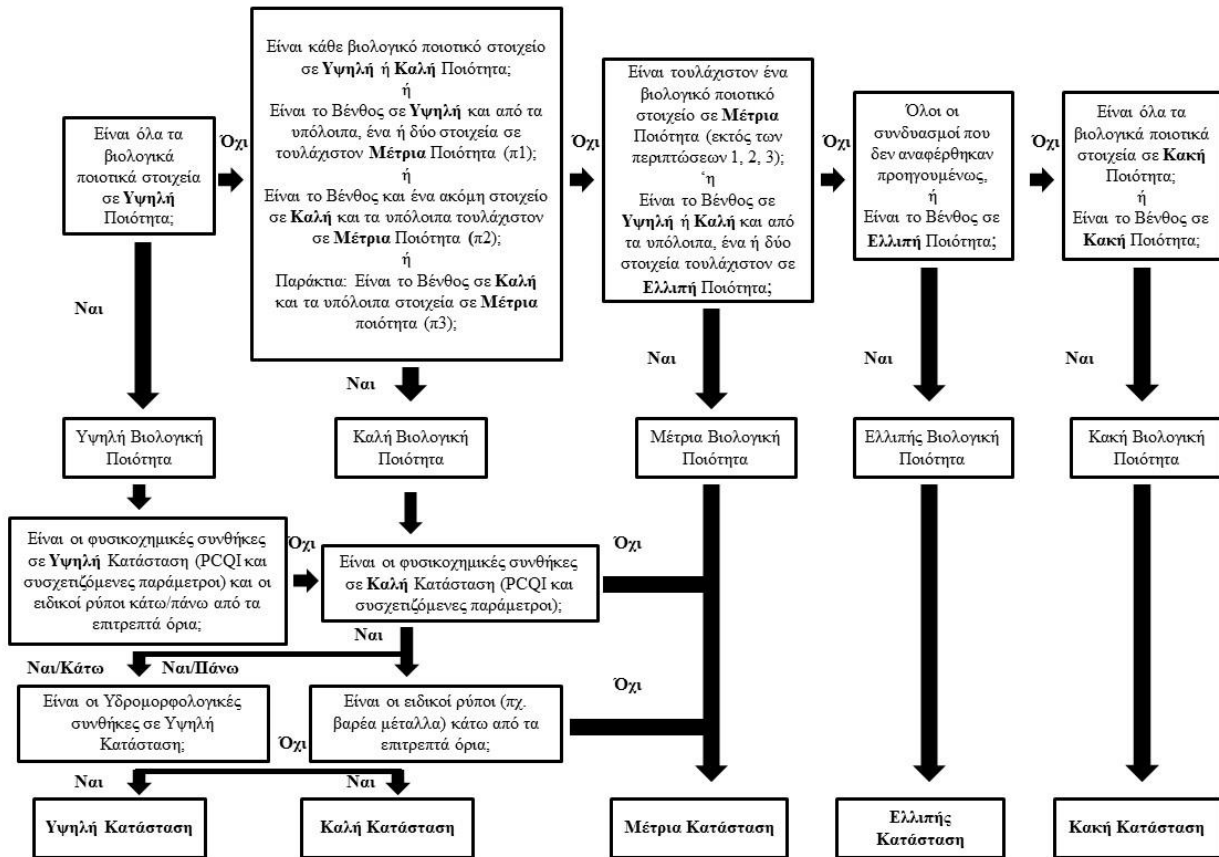 Είναι όλα τα
βιολογικά
ποιοτικά στοιχεία
σε Υψηλή
Ποιότητα;
Όχι
Είναι κάθε βιολογικό ποιοτικό στοιχείο
σε Υψηλή ή Καλή Ποιότητα;
ή
Είναι το Βένθος σε Υψηλή και από τα
υπόλοιπα, ένα ή δύο στοιχεία σε
τουλάχιστον Μέτρια Ποιότητα (π1);
ή
Είναι το Βένθος και ένα ακόμη στοιχείο
σε Καλή και τα υπόλοιπα τουλάχιστον
σε Μέτρια Ποιότητα (π2);
ή
Παράκτια: Είναι το Βένθος σε Καλή
και τα υπόλοιπα στοιχεία σε Μέτρια
ποιότητα (π3);
Όχι
Είναι τουλάχιστον ένα
βιολογικό ποιοτικό
στοιχείο σε Μέτρια
Ποιότητα (εκτός των
περιπτώσεων 1, 2, 3);
‘η
Είναι το Βένθος σε
Υψηλή ή Καλή και από
τα υπόλοιπα, ένα ή δύο
στοιχεία τουλάχιστον σε
Ελλιπή Ποιότητα;
Όχι
Όλοι οι
συνδυασμοί που
δεν αναφέρθηκαν
προηγουμένως,
ή
Είναι το Βένθος σε
Ελλιπή Ποιότητα;
Όχι
Είναι όλα τα
βιολογικά ποιοτικά
στοιχεία σε Κακή
Ποιότητα;
ή
Είναι το Βένθος σε
Κακή Ποιότητα;
Ναι
Ναι
Ναι
Ναι
Ναι
Υψηλή Βιολογική
Ποιότητα
Καλή Βιολογική
Ποιότητα
Μέτρια Βιολογική
Ποιότητα
Ελλιπής Βιολογική
Ποιότητα
Κακή Βιολογική
Ποιότητα
Είναι οι φυσικοχημικές συνθήκες
σε Υψηλή Κατάσταση (PCQI και
συσχετιζόμενες παράμετροι) και οι
ειδικοί ρύποι κάτω/πάνω από τα
επιτρεπτά όρια;
Όχι
Είναι οι φυσικοχημικές συνθήκες
σε Καλή Κατάσταση (PCQI και
συσχετιζόμενες παράμετροι);
Όχι
Ναι
Ναι/Κάτω
Ναι/Πάνω
Είναι οι Υδρομορφολογικές
συνθήκες σε Υψηλή
Κατάσταση;
Όχι
Είναι οι ειδικοί ρύποι (πχ.
βαρέα μέταλλα) κάτω από τα
επιτρεπτά όρια;
Όχι
Ναι
Ναι
Υψηλή Κατάσταση
Καλή Κατάσταση
Μέτρια Κατάσταση
Ελλιπής
Κατάσταση
Κακή Κατάσταση